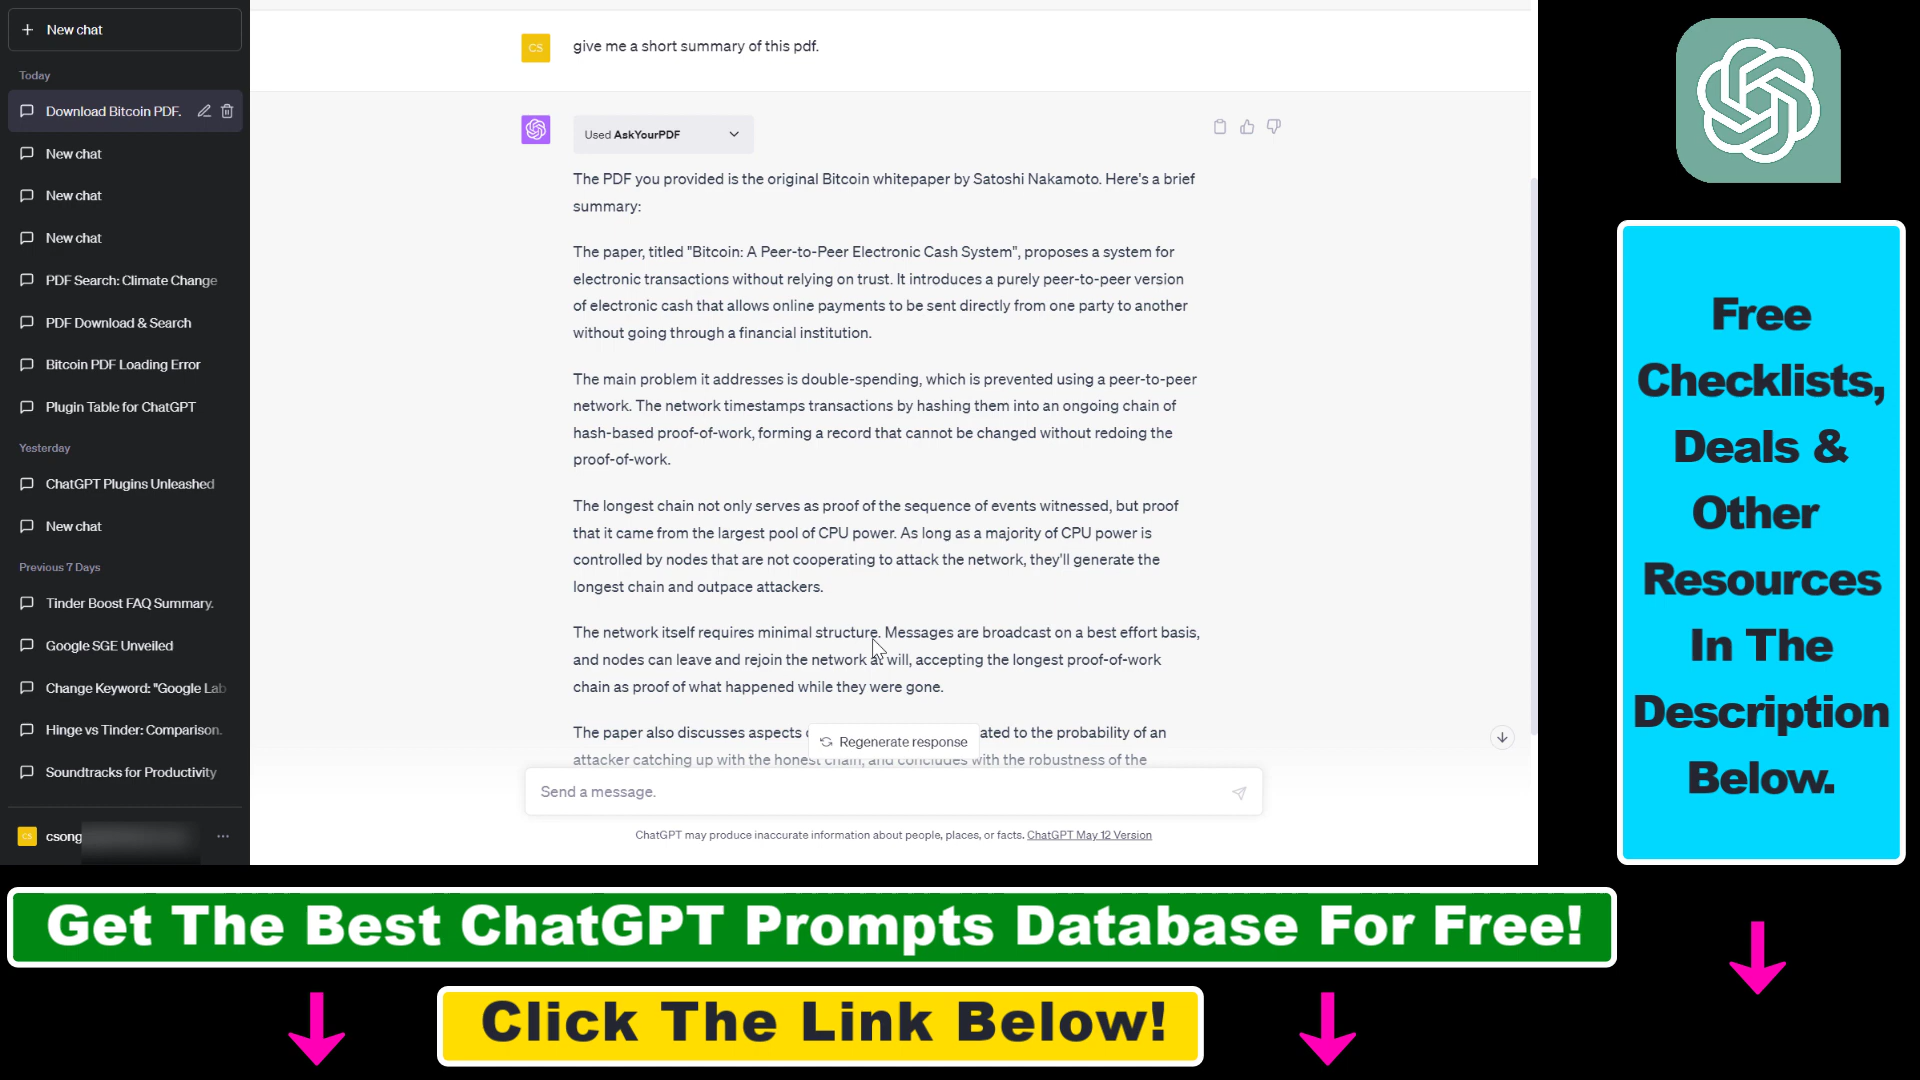 New chat
Today
Download Bitcoin PDF.
New chat
New chat
New chat
PDF Search: Climate Change
PDF Download & Search
Bitcoin PDF Loading Error
Plugin Table for ChatGPT
Yesterday
ChatGPT Plugins Unleashed
New chat
Previous 7 Days
Tinder Boost FAQ Summary.
Google SGE Unveiled
Change Keyword: "Google Lab
Hinge vs Tinder: Comparison.
Soundtracks for Productivity
CS
csong
CS
give me a short summary of this pdf.
Used AskYourPDF
The PDF you provided is the original Bitcoin whitepaper by Satoshi Nakamoto. Here's a brief
summary:
The paper, titled "Bitcoin: A Peer-to-Peer Electronic Cash System", proposes a system for
electronic transactions without relying on trust. It introduces a purely peer-to-peer version
of electronic cash that allows online payments to be sent directly from one party to another
without going through a financial institution.
The main problem it addresses is double-spending, which is prevented using a peer-to-peer
network. The network timestamps transactions by hashing them into an ongoing chain of
hash-based proof-of-work, forming a record that cannot be changed without redoing the
proof-of-work.
The longest chain not only serves as proof of the sequence of events witnessed, but proof
that it came from the largest pool of CPU power. As long as a majority of CPU power is
controlled by nodes that are not cooperating to attack the network, they'll generate the
longest chain and outpace attackers.
The network itself requires minimal structure. Messages are broadcast on a best effort basis,
and nodes can leave and rejoin the network at will, accepting the longest proof-of-work
chain as proof of what happened while they were gone.
The paper also discusses aspects ated to the probability of an
attacker catching up with the honest chain, and concludes with the robustness of the
Regenerate response
Send a message.
ChatGPT may produce inaccurate information about people, places, or facts. ChatGPT May 12 Version
Free
Checklists,
Deals &
Other
Resources
In The
Description
Below.
Get The Best ChatGPT Prompts Database For Free!
Click The Link Below!